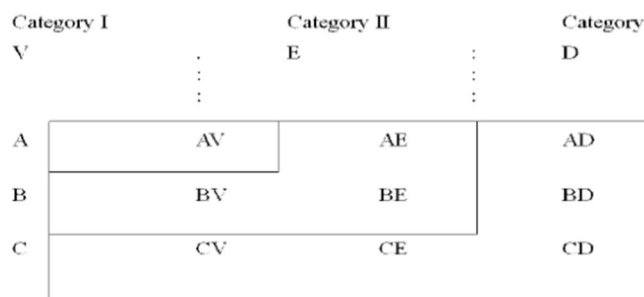 Category I Category II Category
V E D
A AV AE AD
B BV BE BD
C CV CE CD